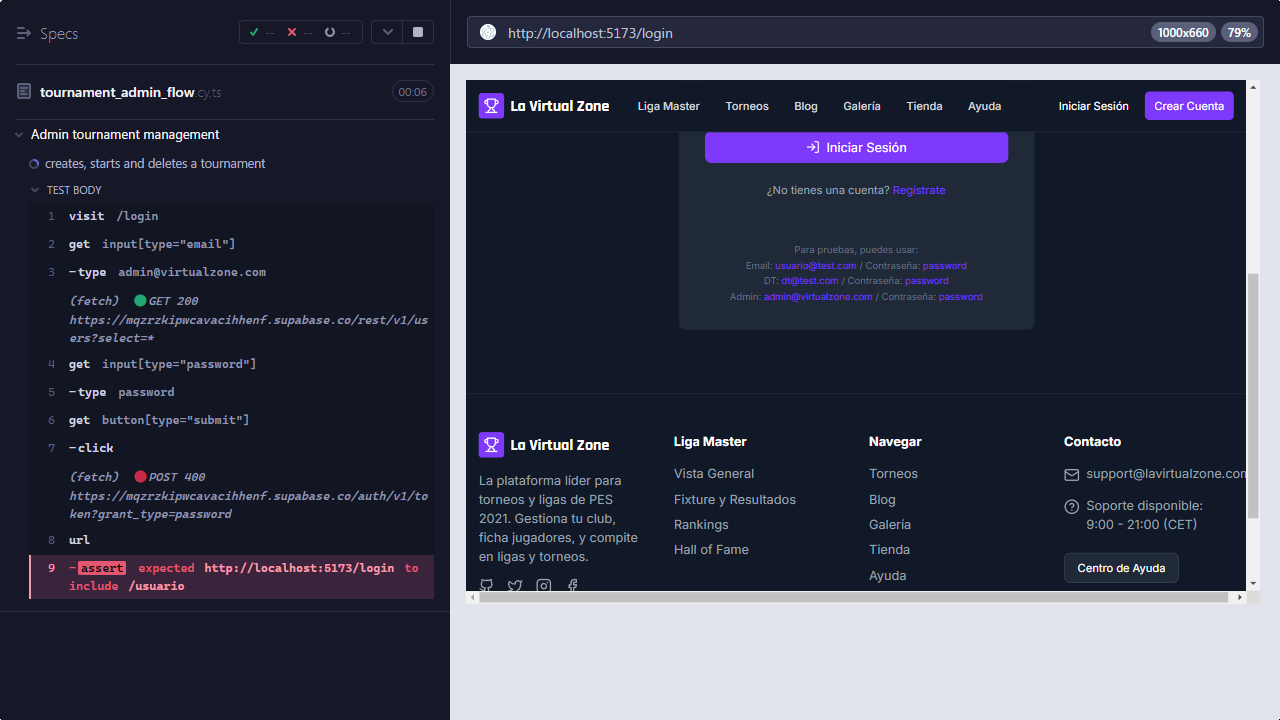 Specs
--
--
--
tournament_admin_flow.cy.ts
00:06
Admin tournament management
creates, starts and deletes a tournament
TEST BODY
1 visit /login
2 get input[type="email"]
3 -type admin@virtualzone.com
(fetch) GET 200
https://mqzrzkipwcavacihhenf.supabase.co/rest/v1/us
ers?select=*
4 get input[type="password"]
5 -type password
6 get button[type="submit"]
7 -click
(fetch) POST 400
https://mqzrzkipwcavacihhenf.supabase.co/auth/v1/to
ken?grant_type=password
8 url
9 -assert expected http://localhost:5173/login to
include /usuario
http://localhost:5173/login
1000x660
79%
La Virtual Zone
Liga Master
Torneos
Blog
Galería
Tienda
Ayuda
Iniciar Sesión
Crear Cuenta
Iniciar Sesión
¿No tienes una cuenta? Regístrate
Para pruebas, puedes usar:
Email: usuario@test.com / Contraseña: password
DT: dt@test.com / Contraseña: password
Admin: admin@virtualzone.com / Contraseña: password
La Virtual Zone
La plataforma líder para
torneos y ligas de PES
2021. Gestiona tu club,
ficha jugadores, y compite
en ligas y torneos.
Liga Master
Vista General
Fixture y Resultados
Rankings
Hall of Fame
Navegar
Torneos
Blog
Galería
Tienda
Ayuda
Contacto
support@lavirtualzone.com
Soporte disponible:
9:00 - 21:00 (CET)
Centro de Ayuda